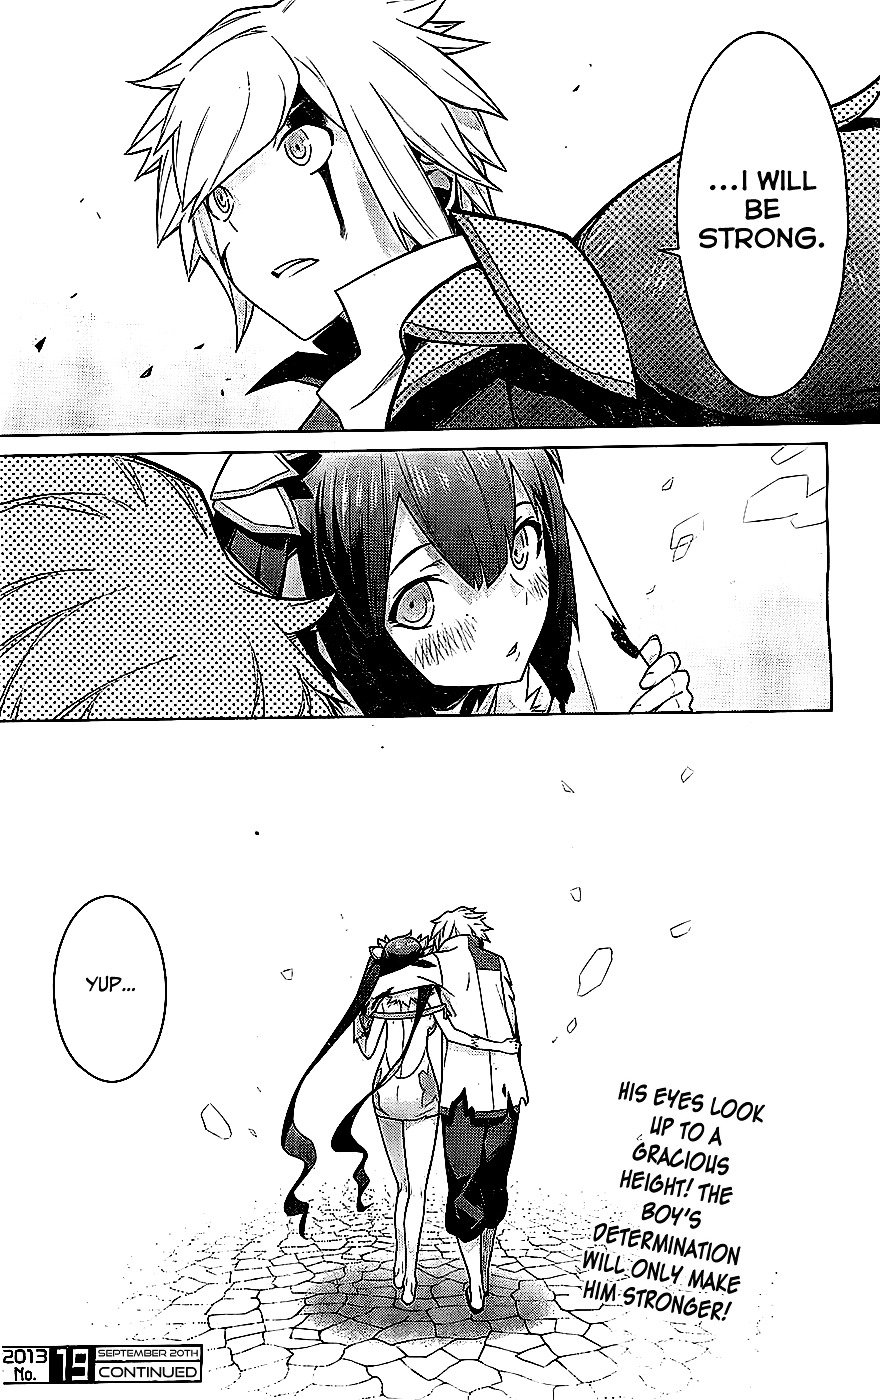 ...I WILL
BE
STRONG.
YUP...
HIS EYES LOOK
UP TO A
GRACIOUS
HEIGHT! THE
BOY'S
DETERMINATION
WILL ONLY MAKE
HIM STRONGER!
2013
No. 19
SEPTEMBER 20TH
CONTINUED